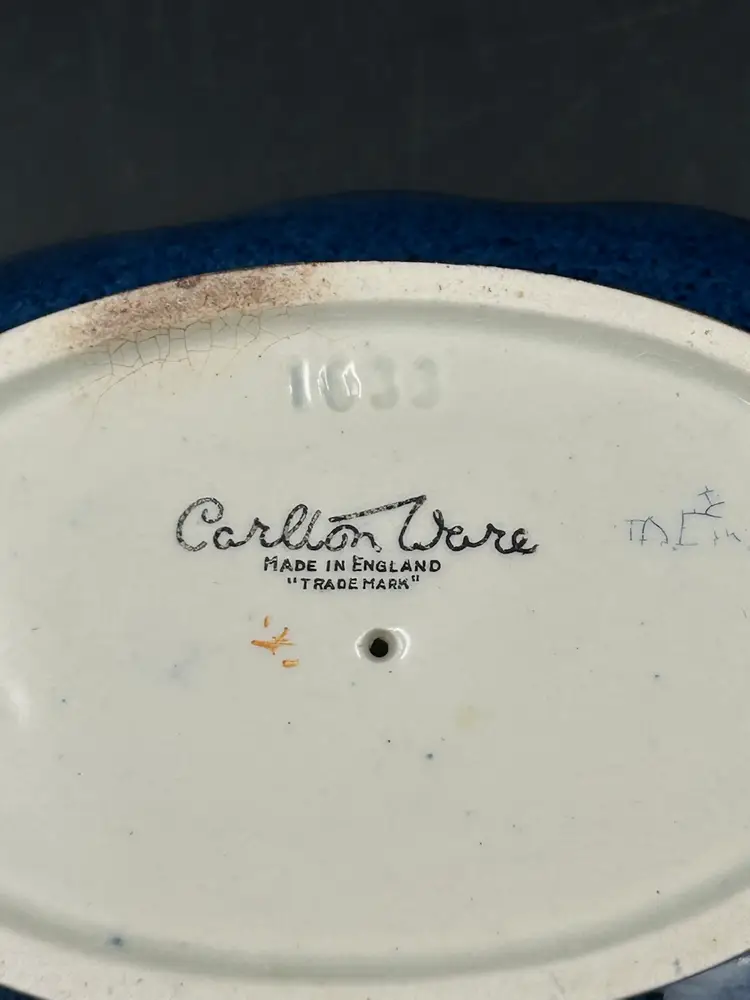 1033
Carlton Ware
MADE IN ENGLAND
"TRADE MARK"